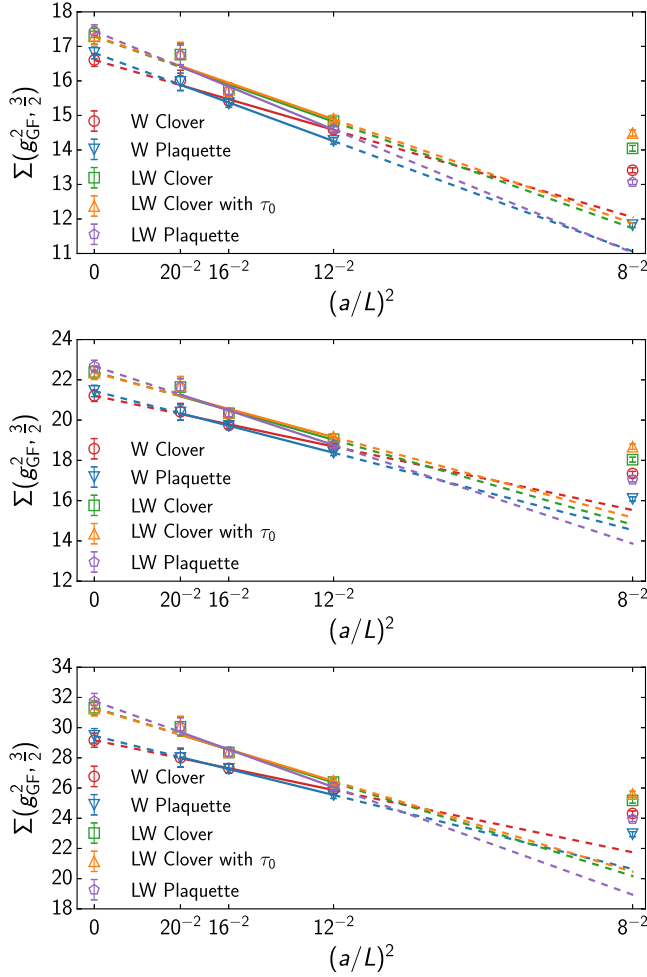 18
17
16
15
14
13
12
11
Σ(g²_GF, 3/2)
W Clover
W Plaquette
LW Clover
LW Clover with τ₀
LW Plaquette
0 20⁻² 16⁻² 12⁻² 8⁻²
(a/L)²
24
22
20
18
16
14
12
Σ(g²_GF, 3/2)
W Clover
W Plaquette
LW Clover
LW Clover with τ₀
LW Plaquette
0 20⁻² 16⁻² 12⁻² 8⁻²
(a/L)²
34
32
30
28
26
24
22
20
18
Σ(g²_GF, 3/2)
W Clover
W Plaquette
LW Clover
LW Clover with τ₀
LW Plaquette
0 20⁻² 16⁻² 12⁻² 8⁻²
(a/L)²